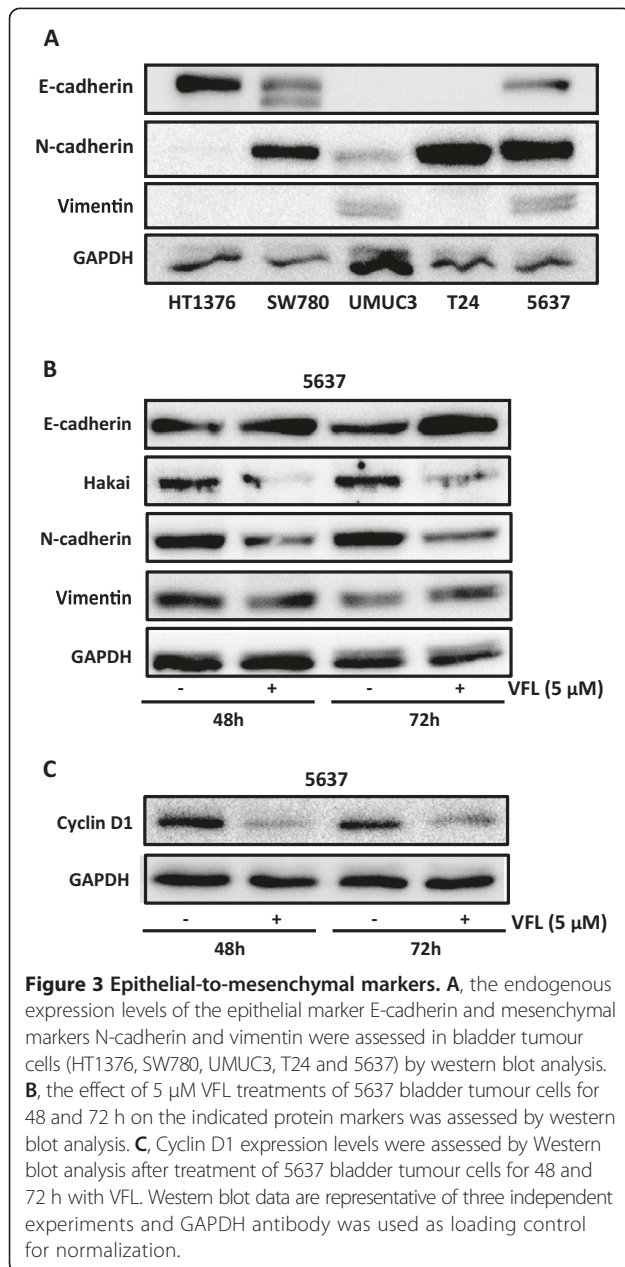 A
E-cadherin
N-cadherin
Vimentin
GAPDH
HT1376 SW780 UMUC3 T24 5637
B
5637
E-cadherin
Hakai
N-cadherin
Vimentin
GAPDH
- + - + VFL (5 µM)
48h 72h
C
5637
Cyclin D1
GAPDH
- + - + VFL (5 µM)
48h 72h
Figure 3 Epithelial-to-mesenchymal markers. A, the endogenous
expression levels of the epithelial marker E-cadherin and mesenchymal
markers N-cadherin and vimentin were assessed in bladder tumour
cells (HT1376, SW780, UMUC3, T24 and 5637) by western blot analysis.
B, the effect of 5 µM VFL treatments of 5637 bladder tumour cells for
48 and 72 h on the indicated protein markers was assessed by western
blot analysis. C, Cyclin D1 expression levels were assessed by Western
blot analysis after treatment of 5637 bladder tumour cells for 48 and
72 h with VFL. Western blot data are representative of three independent
experiments and GAPDH antibody was used as loading control
for normalization.